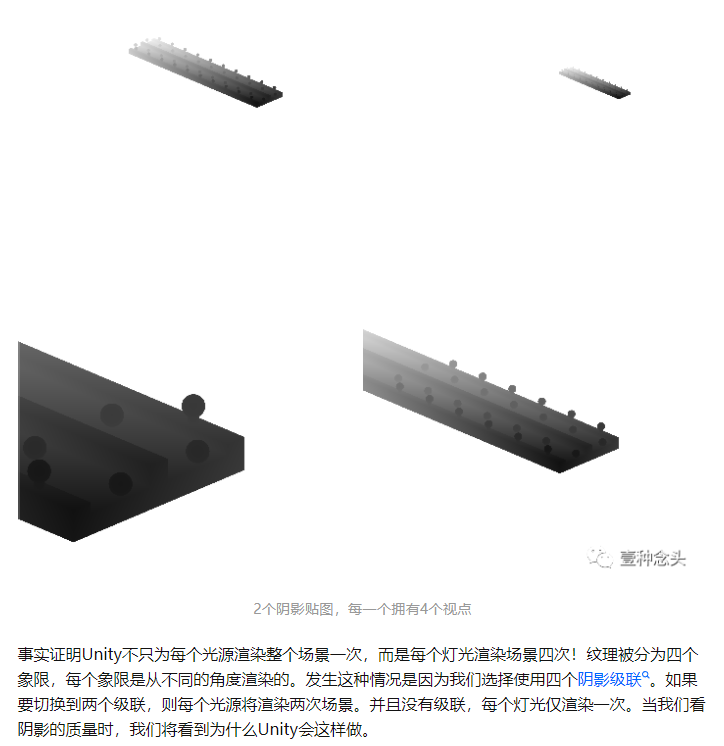 壹种念头
2个阴影贴图，每一个拥有4个视点
事实证明Unity不只为每个光源渲染整个场景一次，而是每个灯光渲染场景四次！纹理被分为四个
象限，每个象限是从不同的角度渲染的。发生这种情况是因为我们选择使用四个阴影级联。如果
要切换到两个级联，则每个光源将渲染两次场景。并且没有级联，每个灯光仅渲染一次。当我们看
阴影的质量时，我们将看到为什么Unity会这样做。